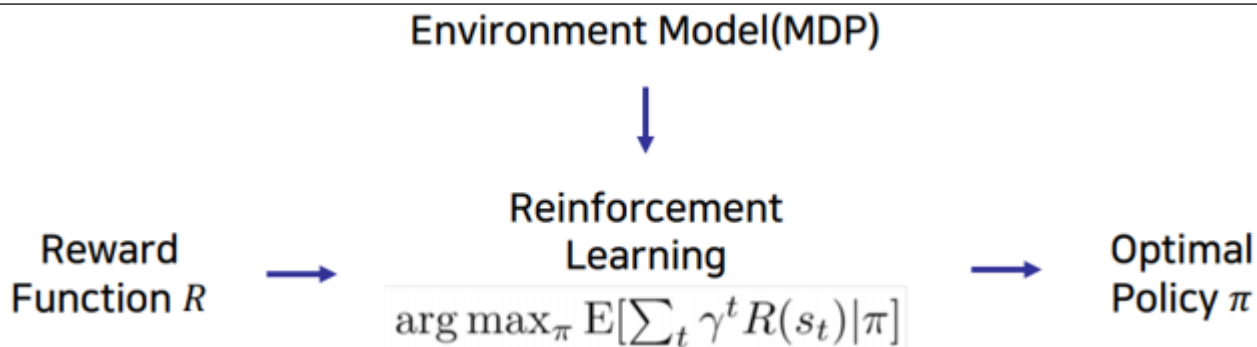 Environment Model(MDP)
Reinforcement
Learning
Reward
Function R
arg max_π E[∑_t γ^t R(s_t)|π]
Optimal
Policy π